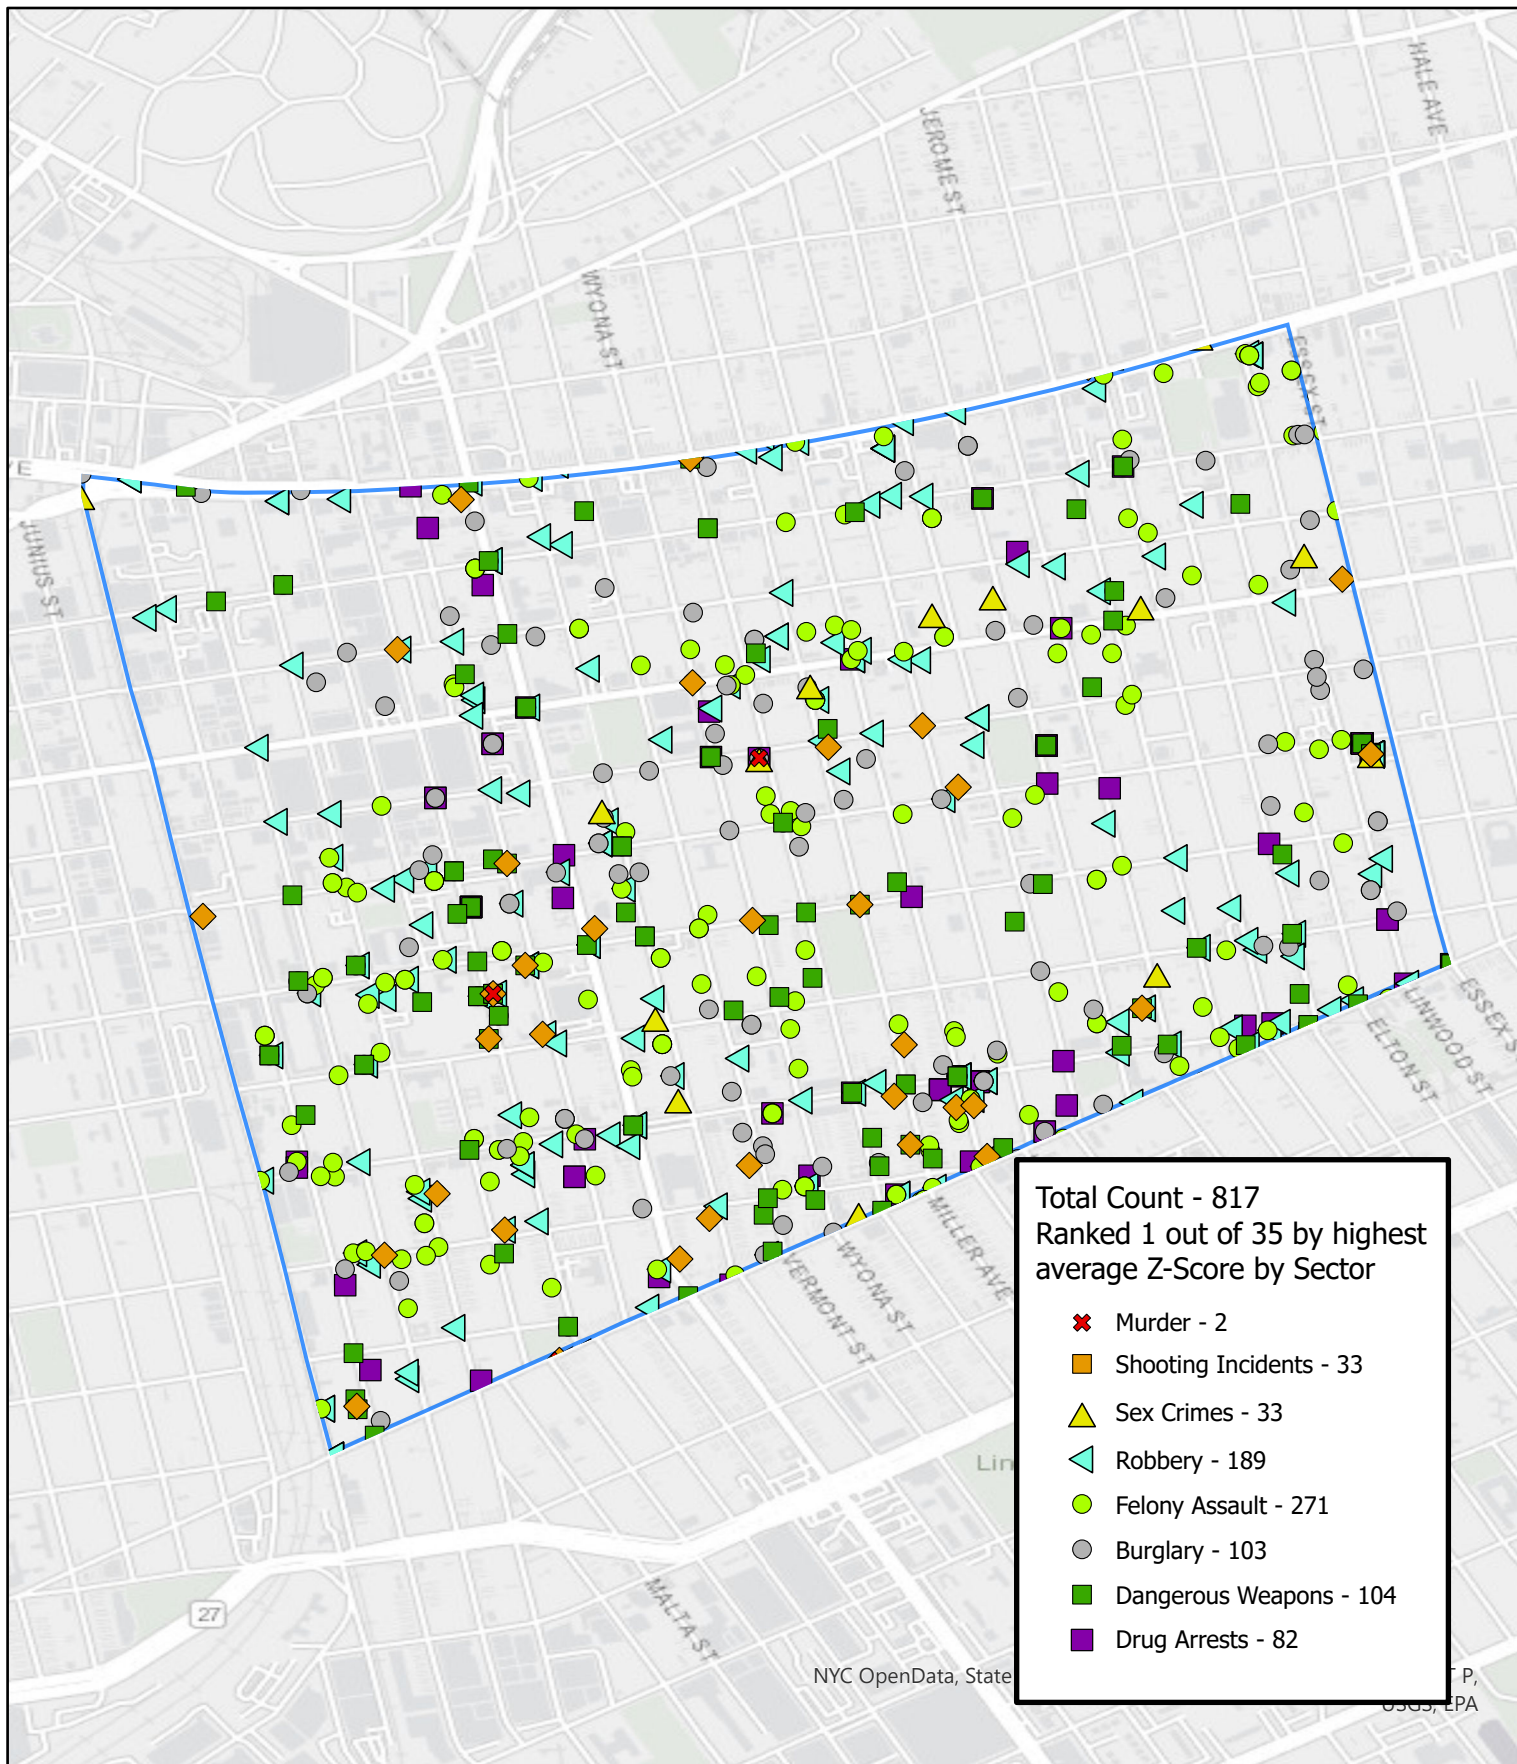 HALE AVE
JEROME ST
WYONA ST
ESSEX ST
YE
JUNIUS ST
ESSEX S
LINWOOD ST
ELTON ST
MILLER AVE
WYONA ST
VERMONT ST
Total Count - 817
Ranked 1 out of 35 by highest
average Z-Score by Sector
Murder - 2
Shooting Incidents - 33
Sex Crimes - 33
Lin
Robbery - 189
Felony Assault - 271
Burglary - 103
Dangerous Weapons - 104
27
MALTA ST
Drug Arrests - 82
NYC OpenData, State
P,
USGS, EPA